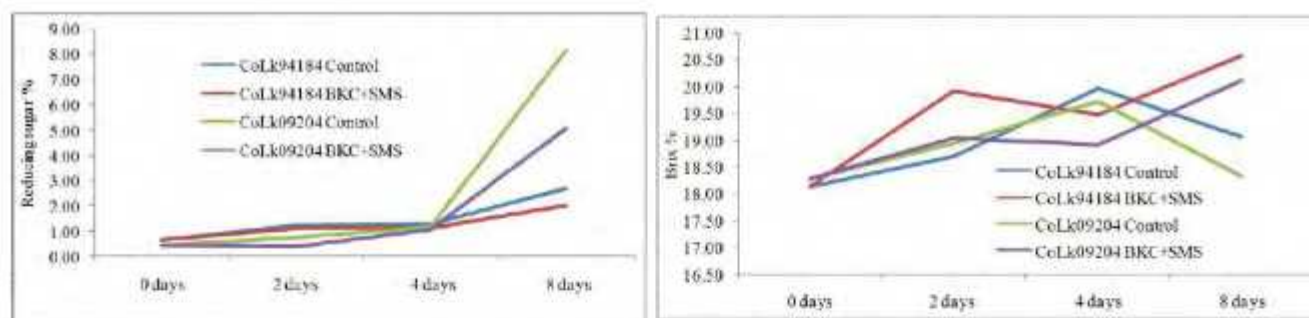 9.00
8.00
7.00
6.00
5.00
4.00
3.00
2.00
1.00
0.00
Reducing sugar %
CoLk94184 Control
CoLk94184 BKC+SMS
CoLk09204 Control
CoLk09204 BKC+SMS
0 days 2 days 4 days 8 days
21.00
20.50
20.00
19.50
19.00
18.50
18.00
17.50
17.00
16.50
Brix %
CoLk94184 Control
CoLk94184 BKC+SMS
CoLk09204 Control
CoLk09204 BKC+SMS
0 days 2 days 4 days 8 days